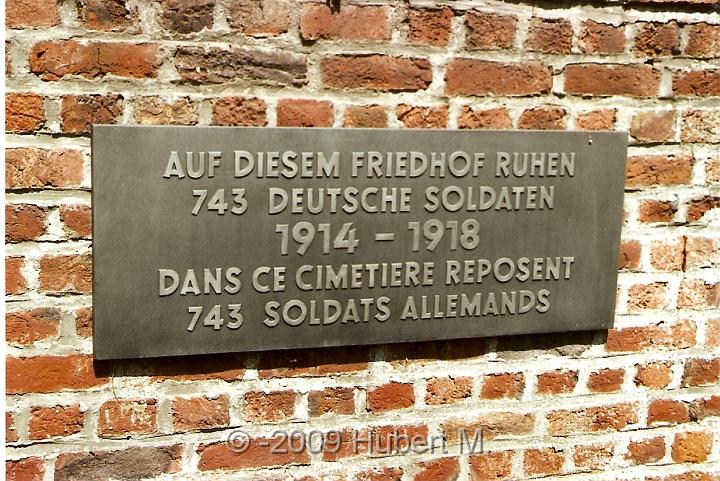 AUF DIESEM FRIEDHOF RUHEN
743 DEUTSCHE SOLDATEN
1914 - 1918
DANS CE CIMETIERE REPOSENT
743 SOLDATS ALLEMANDS
© -2009 Hubert M.